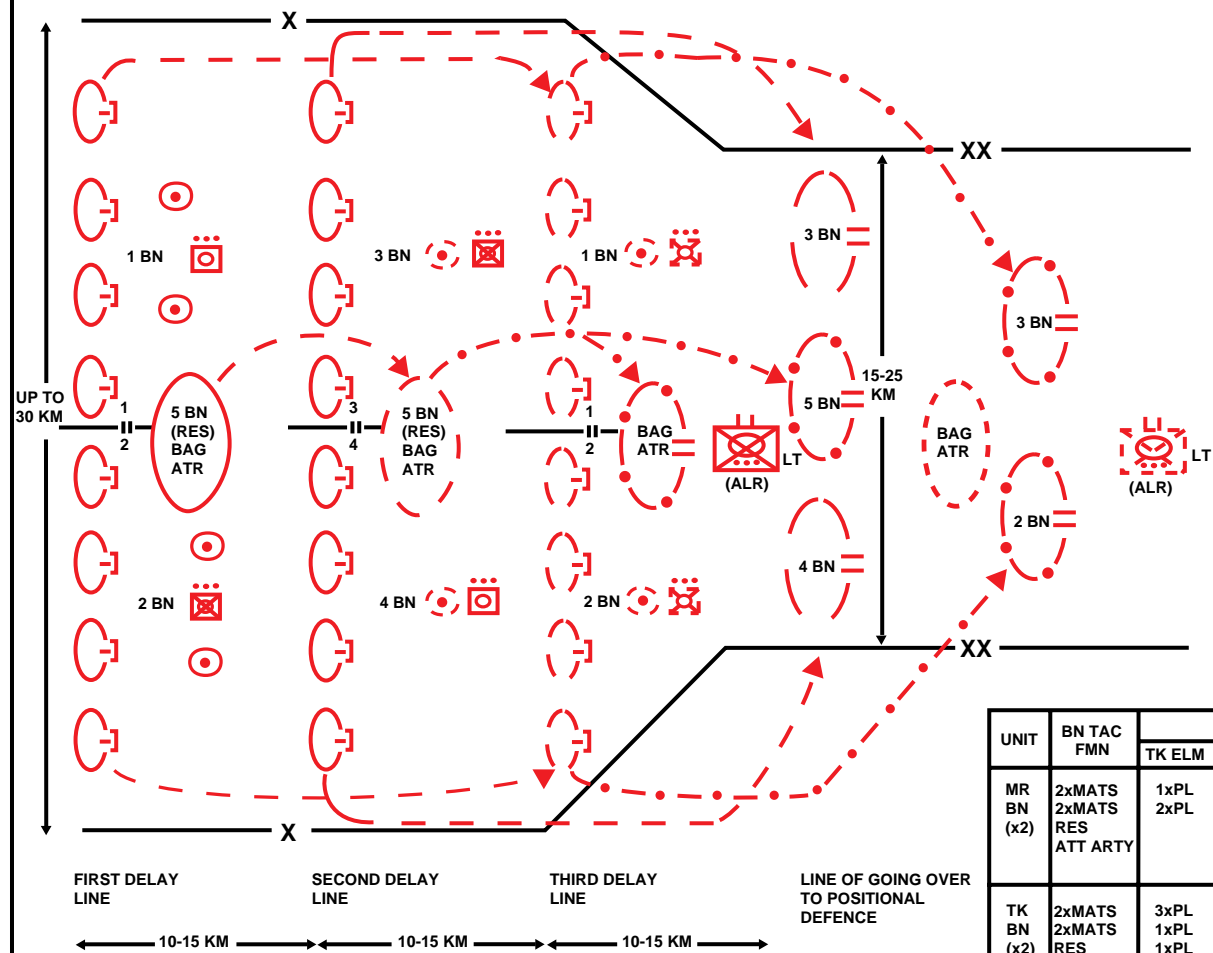 X
XX
1 BN
3 BN
1 BN
3 BN
3 BN
UP TO
30 KM
1
2
5 BN
(RES)
BAG
ATR
3
4
5 BN
(RES)
BAG
ATR
1
2
BAG
ATR
LT
(ALR)
5 BN
15-25
KM
BAG
ATR
LT
(ALR)
2 BN
4 BN
2 BN
4 BN
2 BN
XX
X
FIRST DELAY
LINE
SECOND DELAY
LINE
THIRD DELAY
LINE
LINE OF GOING OVER
TO POSITIONAL
DEFENCE
10-15 KM
10-15 KM
10-15 KM
UNIT
BN TAC
FMN
TK ELM
MR
BN
(x2)
2xMATS
2xMATS
RES
ATT ARTY
1xPL
2xPL
TK
BN
(x2)
2xMATS
2xMATS
RES
3xPL
1xPL
1xPL